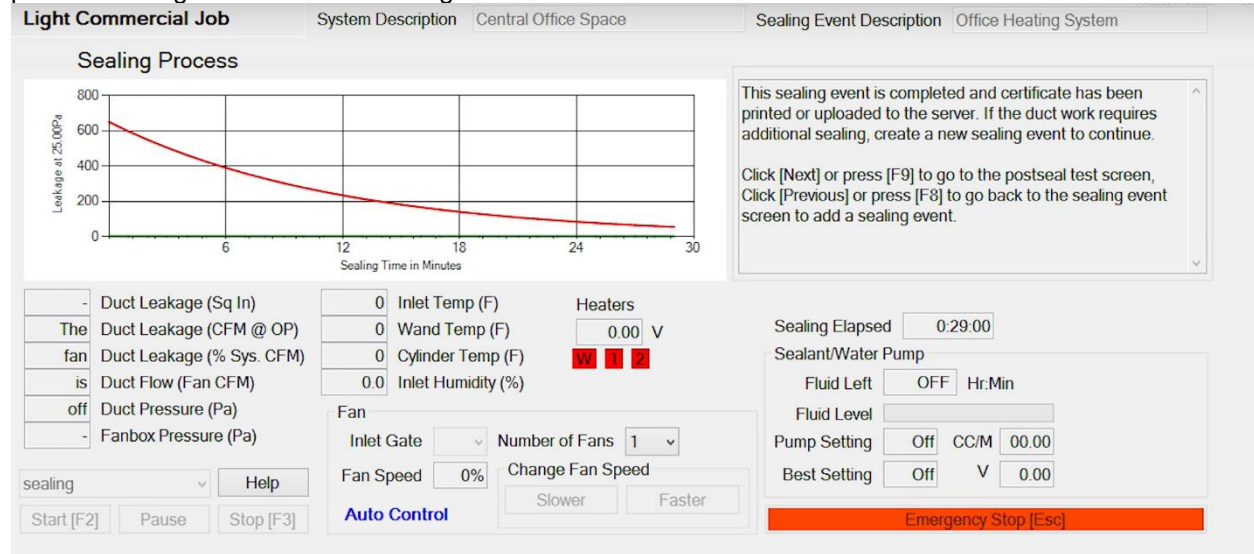 Light Commercial Job System Description Central Office Space Sealing Event Description Office Heating System
Sealing Process
800
600
400
200
0
Leakage at 25.00Pa
6 12 18 24 30
Sealing Time in Minutes
This sealing event is completed and certificate has been
printed or uploaded to the server. If the duct work requires
additional sealing, create a new sealing event to continue.
Click [Next] or press [F9] to go to the postseal test screen,
Click [Previous] or press [F8] to go back to the sealing event
screen to add a sealing event.
- Duct Leakage (Sq In)
The Duct Leakage (CFM @ OP)
fan Duct Leakage (% Sys. CFM)
is Duct Flow (Fan CFM)
off Duct Pressure (Pa)
- Fanbox Pressure (Pa)
sealing Help
Start [F2] Pause Stop [F3]
0 Inlet Temp (F)
0 Wand Temp (F)
0 Cylinder Temp (F)
0.0 Inlet Humidity (%)
Heaters
0.00 V
W 1 2
Fan
Inlet Gate Number of Fans 1
Fan Speed 0% Change Fan Speed
Slower Faster
Auto Control
Sealing Elapsed 0:29:00
Sealant/Water Pump
Fluid Left OFF Hr:Min
Fluid Level
Pump Setting Off CC/M 00.00
Best Setting Off V 0.00
Emergency Stop [Esc]